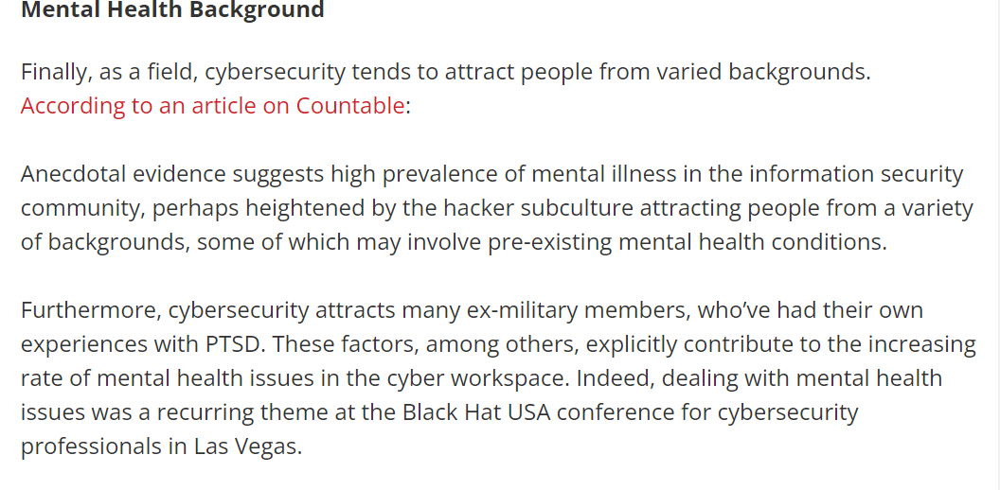 Mental Health Background
Finally, as a field, cybersecurity tends to attract people from varied backgrounds.
According to an article on Countable:
Anecdotal evidence suggests high prevalence of mental illness in the information security
community, perhaps heightened by the hacker subculture attracting people from a variety
of backgrounds, some of which may involve pre-existing mental health conditions.
Furthermore, cybersecurity attracts many ex-military members, who’ve had their own
experiences with PTSD. These factors, among others, explicitly contribute to the increasing
rate of mental health issues in the cyber workspace. Indeed, dealing with mental health
issues was a recurring theme at the Black Hat USA conference for cybersecurity
professionals in Las Vegas.